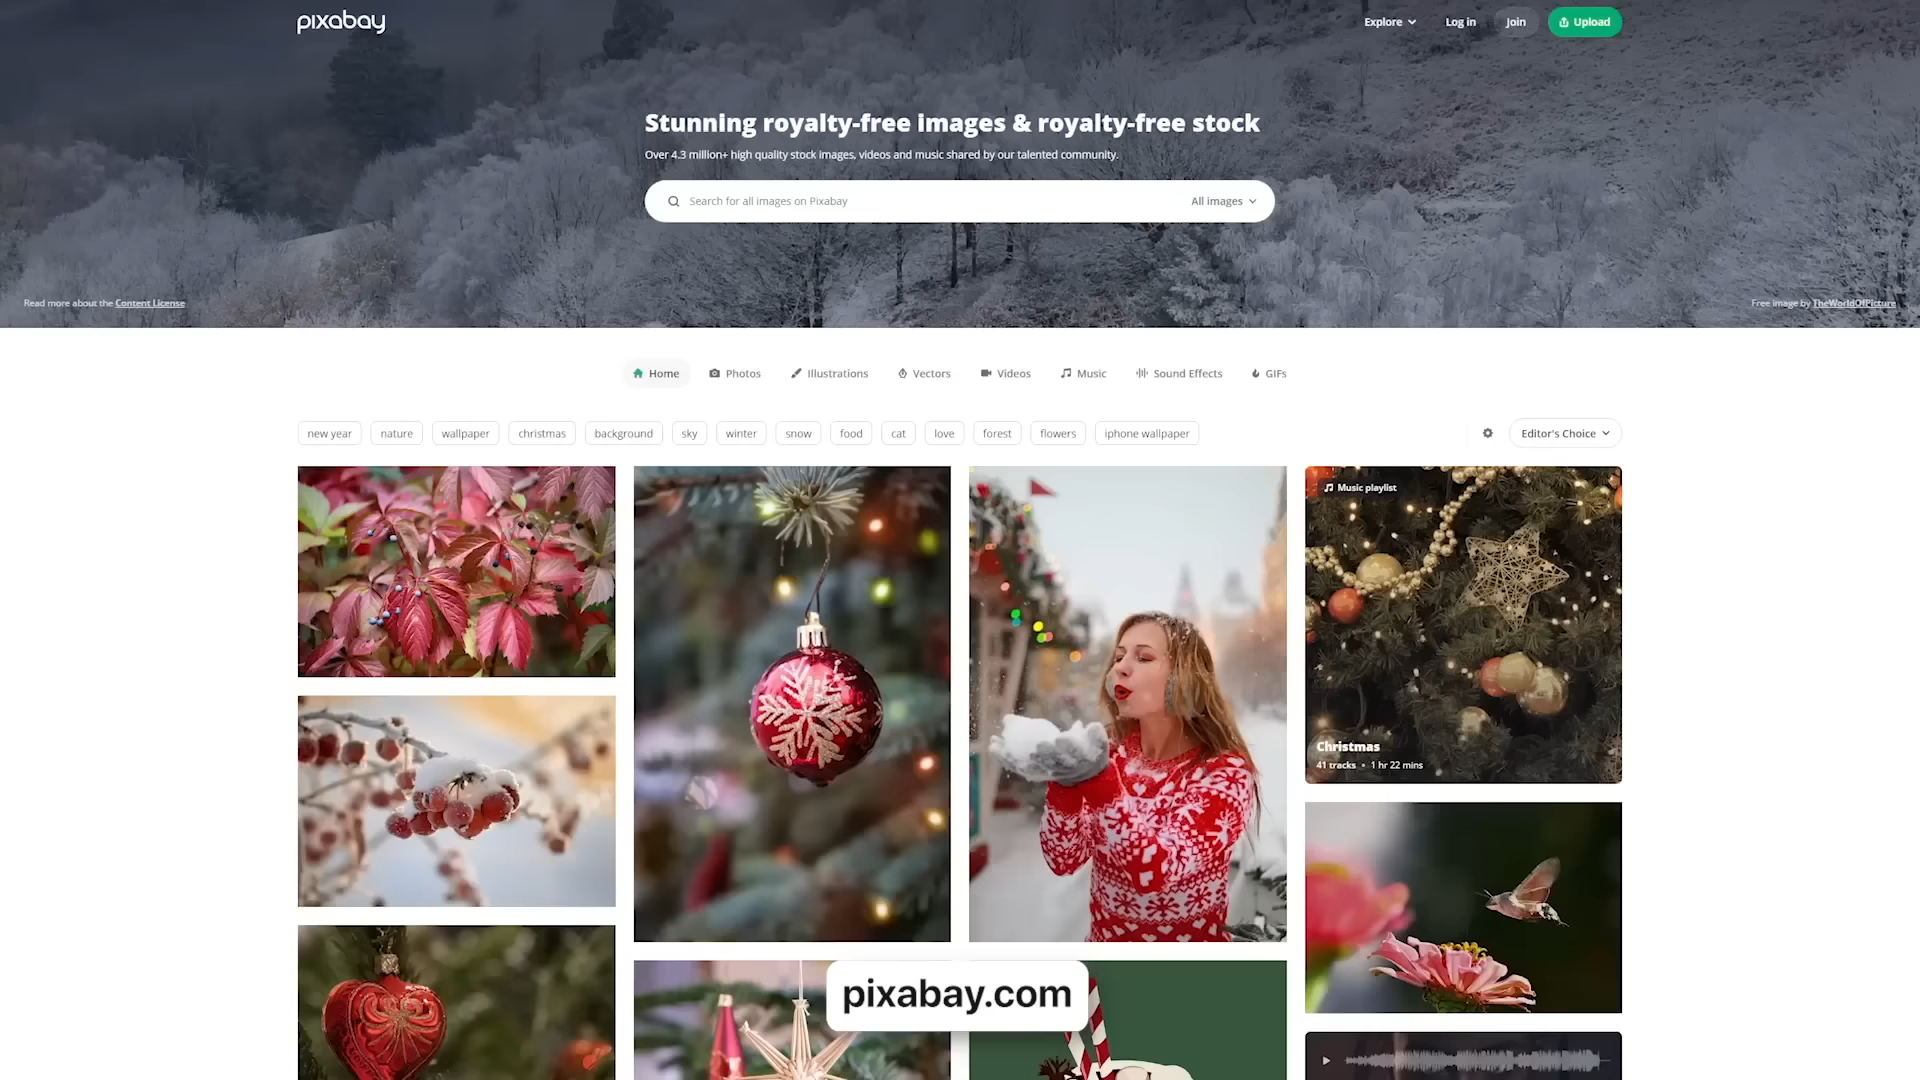 pixabay
Explore
Log in
Join
Upload
Stunning royalty-free images & royalty-free stock
Over 4.3 million+ high quality stock images, videos and music shared by our talented community.
Search for all images on Pixabay
All images
Read more about the Content License
Free image by TheWorldOfPicture
Home
Photos
Illustrations
Vectors
Videos
Music
Sound Effects
GIFs
new year
nature
wallpaper
christmas
background
sky
winter
snow
food
cat
love
forest
flowers
iphone wallpaper
Editor's Choice
Music playlist
Christmas
41 tracks • 1 hr 22 mins
pixabay.com